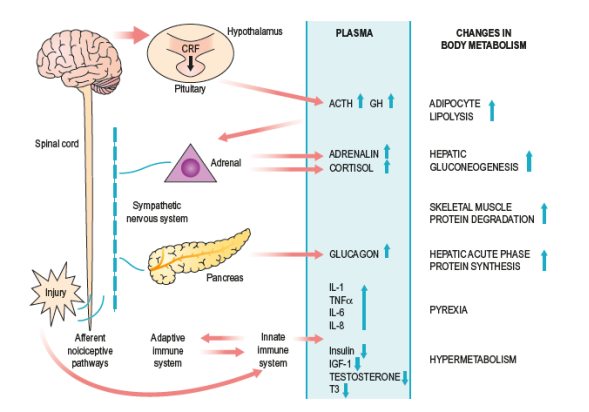 Hypothalamus
CRF
Pituitary
Spinal cord
Adrenal
Sympathetic
nervous system
Pancreas
Injury
Afferent
noiciceptive
pathways
Adaptive
immune
system
Innate
immune
system
PLASMA
ACTH GH
ADRENALIN
CORTISOL
GLUCAGON
IL-1
TNFα
IL-6
IL-8
Insulin
IGF-1
TESTOSTERONE
T3
CHANGES IN
BODY METABOLISM
ADIPOCYTE
LIPOLYSIS
HEPATIC
GLUCONEOGENESIS
SKELETAL MUSCLE
PROTEIN DEGRADATION
HEPATIC ACUTE PHASE
PROTEIN SYNTHESIS
PYREXIA
HYPERMETABOLISM